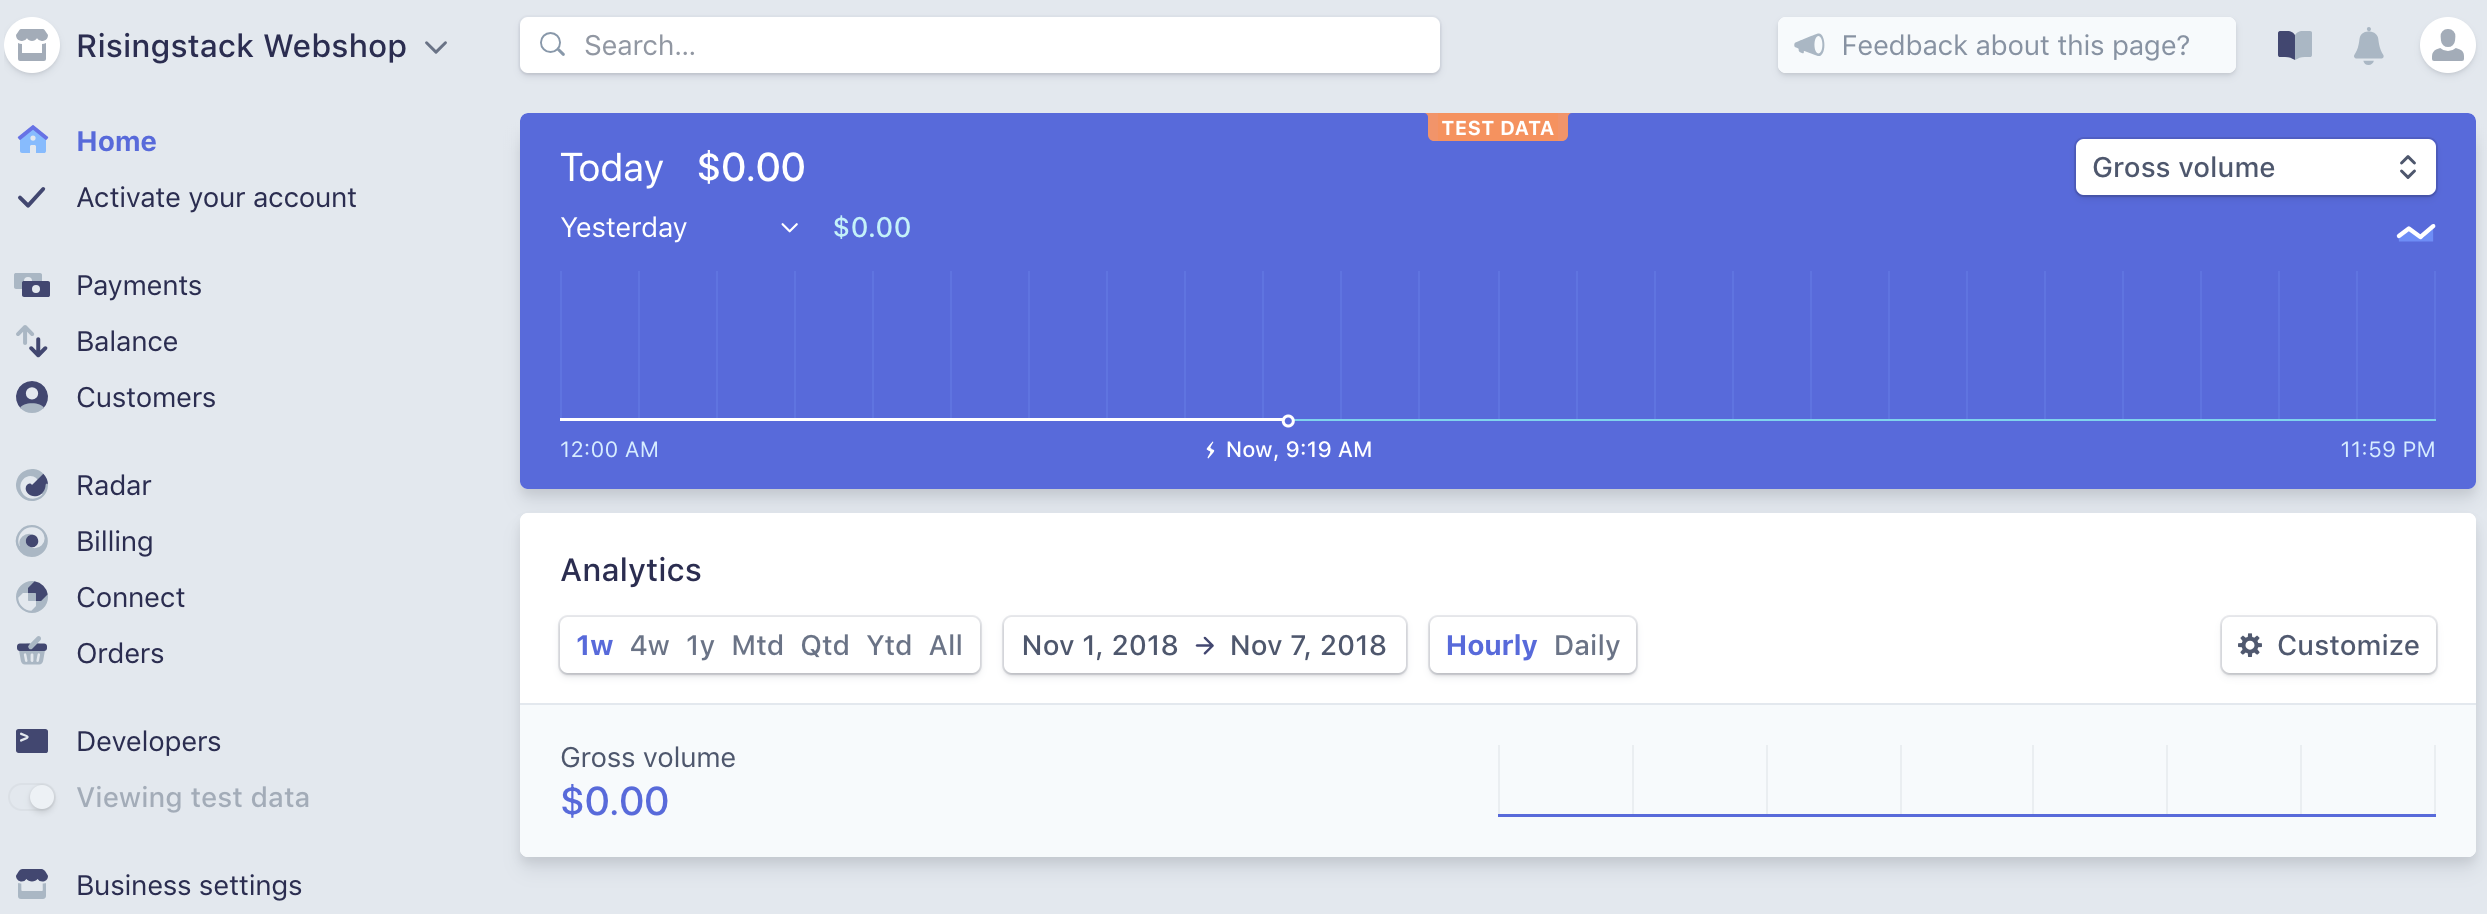 Risingstack Webshop
Search...
Feedback about this page?
Home
Activate your account
Payments
Balance
Customers
Radar
Billing
Connect
Orders
Developers
Viewing test data
Business settings
TEST DATA
Today $0.00
Gross volume
Yesterday $0.00
12:00 AM Now, 9:19 AM 11:59 PM
Analytics
1w 4w 1y Mtd Qtd Ytd All Nov 1, 2018 → Nov 7, 2018 Hourly Daily Customize
Gross volume
$0.00